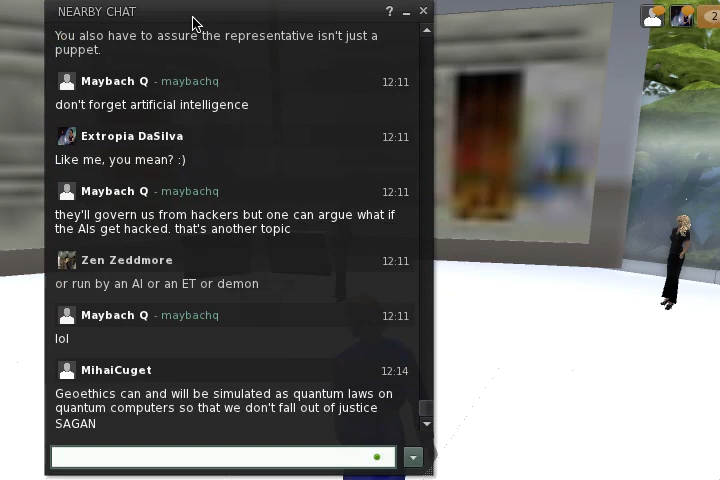 NEARBY CHAT
? _ ×
You also have to assure the representative isn't just a
puppet.
Maybach Q - maybachq 12:11
don't forget artificial intelligence
Extropia DaSilva 12:11
Like me, you mean? :)
Maybach Q - maybachq 12:11
they'll govern us from hackers but one can argue what if
the AIs get hacked. that's another topic
Zen Zeddmore 12:11
or run by an AI or an ET or demon
Maybach Q - maybachq 12:11
lol
MihaiCuget 12:14
Geoethics can and will be simulated as quantum laws on
quantum computers so that we don't fall out of justice
SAGAN
2